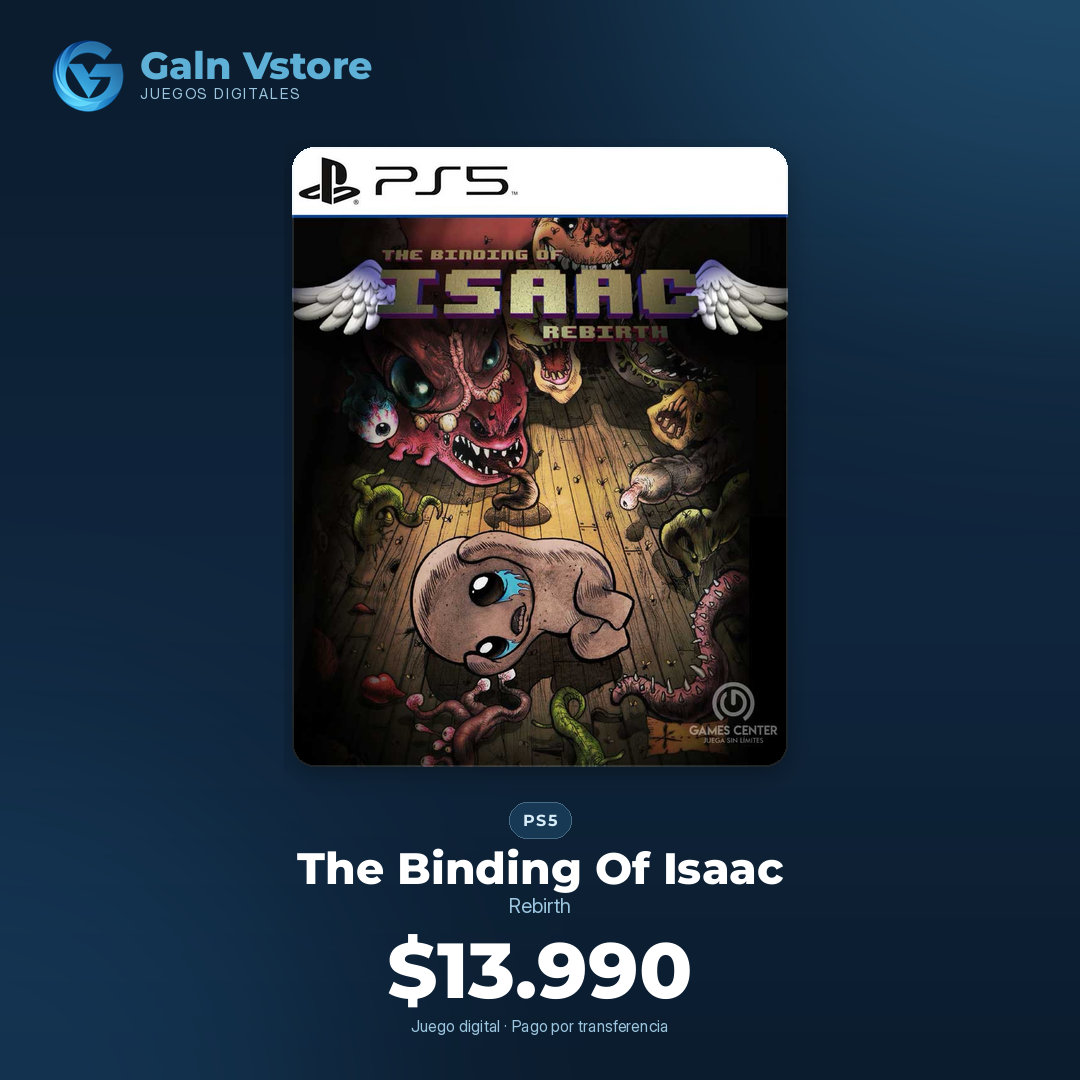 Galn Vstore
JUEGOS DIGITALES
PS5
THE BINDING OF
ISAAC
REBIRTH
GAMES CENTER
JUEGA SIN LÍMITES
PS5
The Binding Of Isaac
Rebirth
$13.990
Juego digital · Pago por transferencia